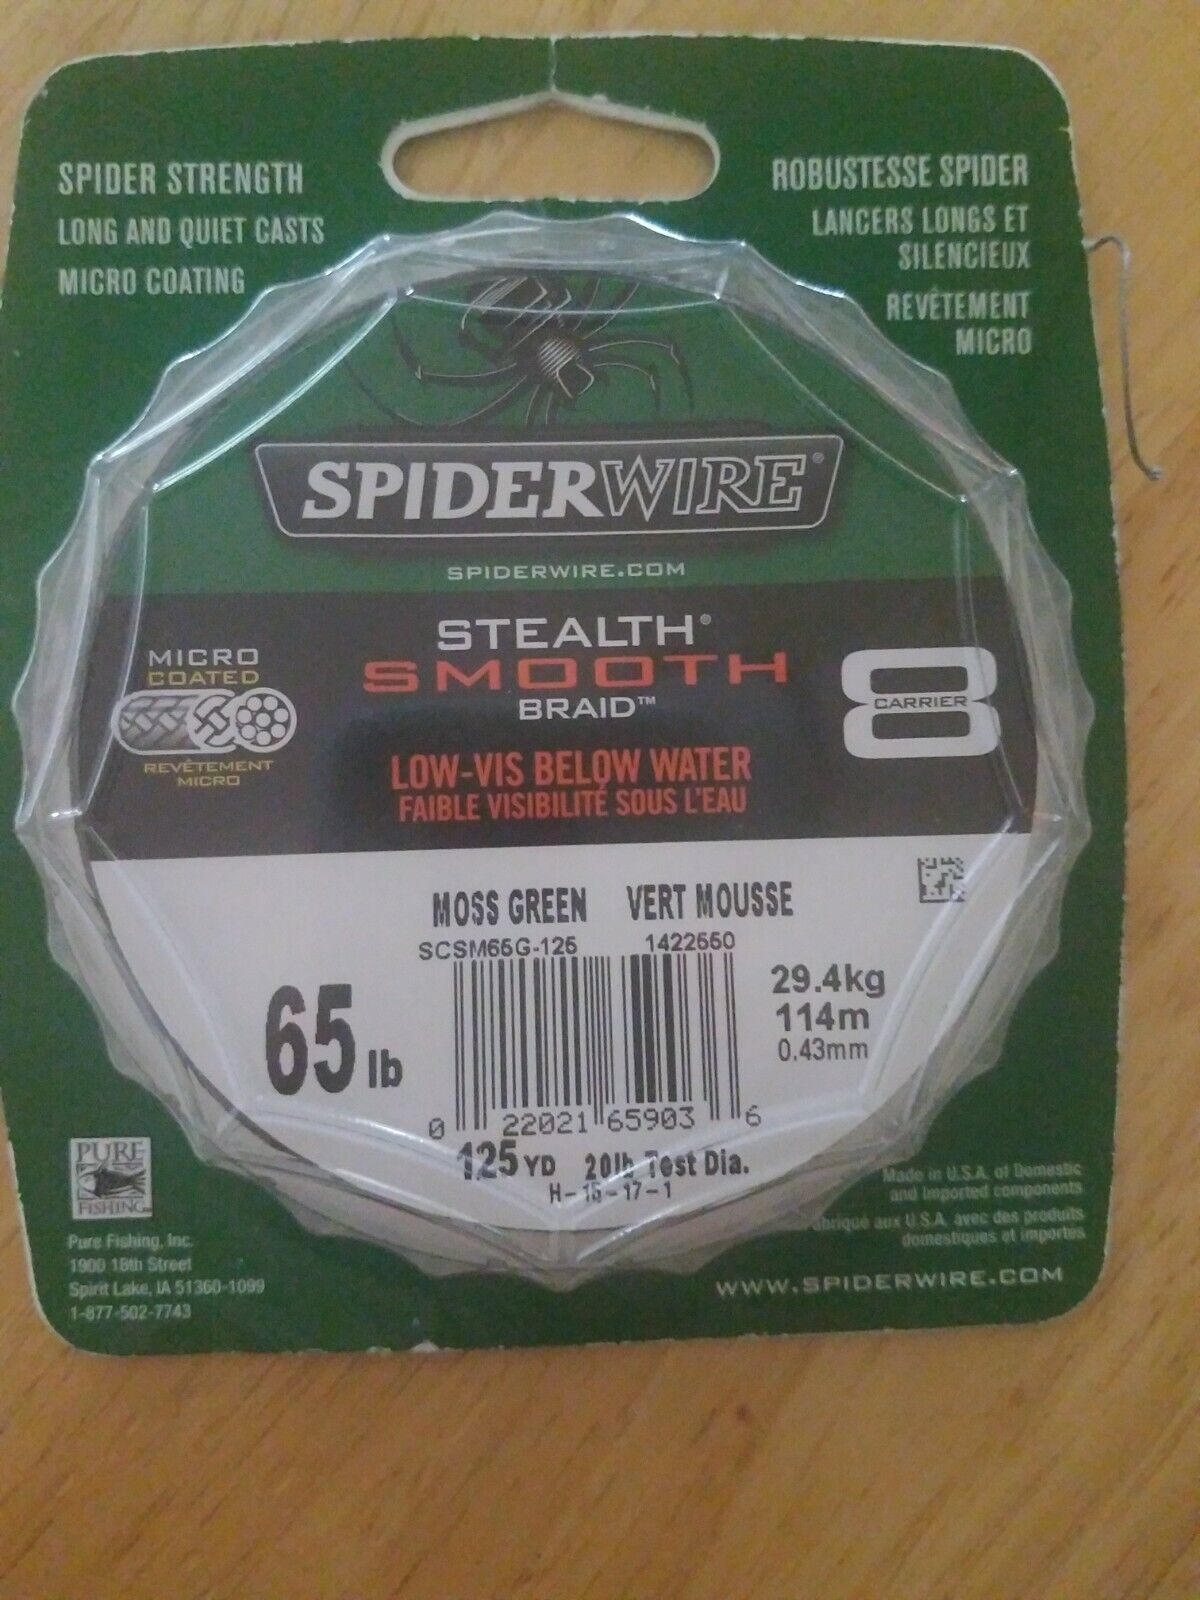 SPIDER STRENGTH
LONG AND QUIET CASTS
MICRO COATING
ROBUSTESSE SPIDER
LANCERS LONGS ET
SILENCIEUX
REVÊTEMENT
MICRO
SPIDERWIRE®
SPIDERWIRE.COM
STEALTH®
SMOOTH
BRAID™
MICRO
COATED
REVÊTEMENT
MICRO
8
CARRIER
LOW-VIS BELOW WATER
FAIBLE VISIBILITÉ SOUS L'EAU
MOSS GREEN VERT MOUSSE
SCSM65G-125 1422550
65 lb
29.4kg
114m
0.43mm
0 22021 65903 6
125 YD 20lb Test Dia.
H-15-17-1
PURE
FISHING
Pure Fishing, Inc.
1900 18th Street
Spirit Lake, IA 51360-1099
1-877-502-7743
Made in U.S.A. of Domestic
and Imported components
abriqué aux U.S.A. avec des produits
domestiques et importés
WWW.SPIDERWIRE.COM